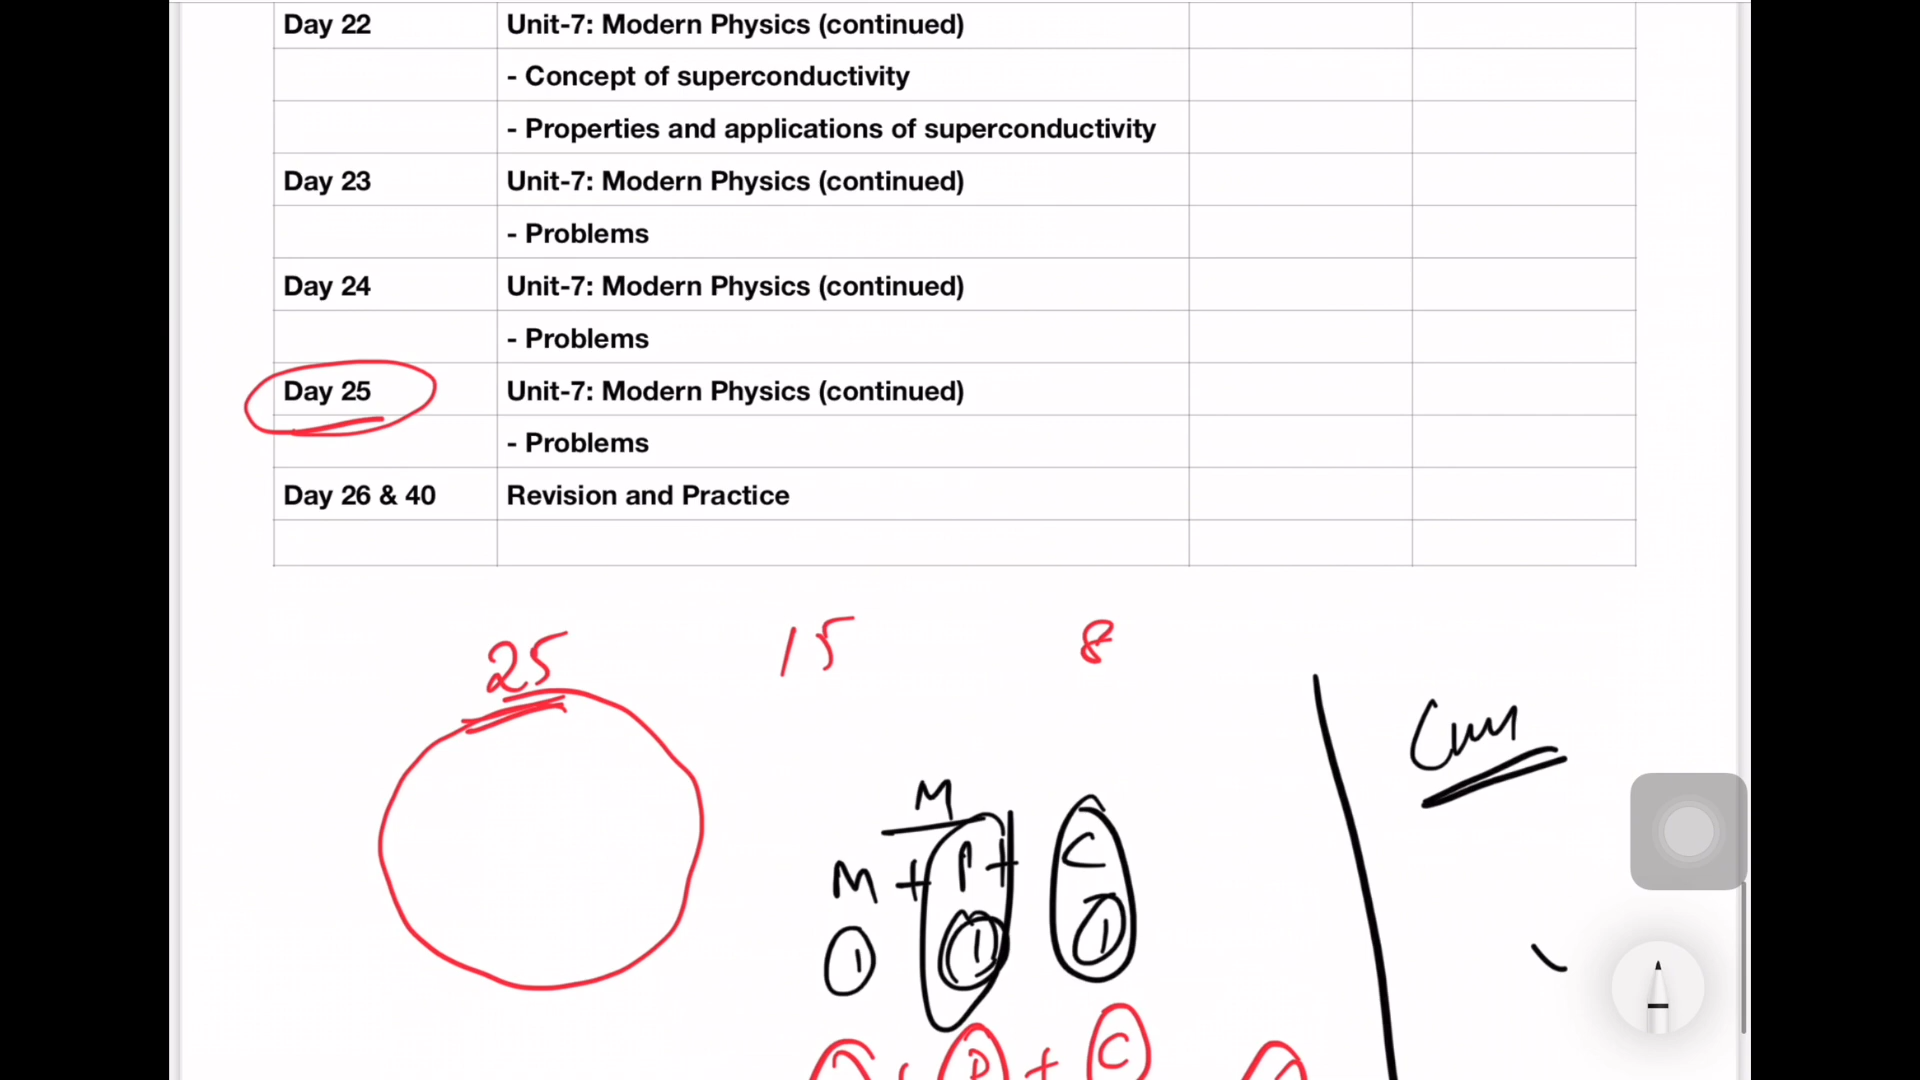 Day 22 Unit-7: Modern Physics (continued)
- Concept of superconductivity
- Properties and applications of superconductivity
Day 23 Unit-7: Modern Physics (continued)
- Problems
Day 24 Unit-7: Modern Physics (continued)
- Problems
Day 25 Unit-7: Modern Physics (continued)
- Problems
Day 26 & 40 Revision and Practice
25 15 8
M
M + P + C
1 1 1
P + C